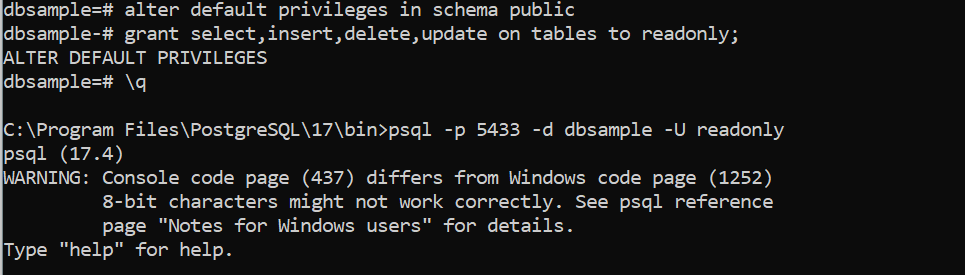 dbsample=# alter default privileges in schema public
dbsample-# grant select,insert,delete,update on tables to readonly;
ALTER DEFAULT PRIVILEGES
dbsample=# \q

C:\Program Files\PostgreSQL\17\bin>psql -p 5433 -d dbsample -U readonly
psql (17.4)
WARNING: Console code page (437) differs from Windows code page (1252)
         8-bit characters might not work correctly. See psql reference
         page "Notes for Windows users" for details.
Type "help" for help.